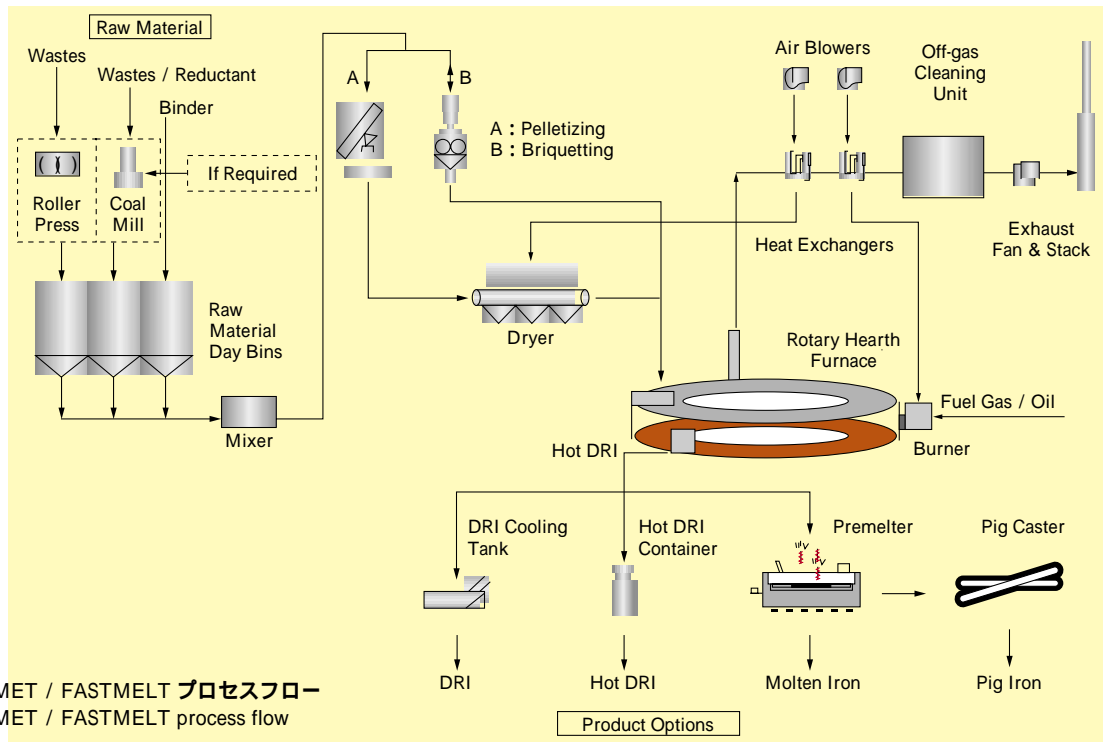 Raw Material
Wastes
Wastes / Reductant
Binder
If Required
Roller
Press
Coal
Mill
Raw
Material
Day Bins
Mixer
A
B
A : Pelletizing
B : Briquetting
Dryer
Air Blowers
Off-gas
Cleaning
Unit
Heat Exchangers
Exhaust
Fan & Stack
Rotary Hearth
Furnace
Fuel Gas / Oil
Burner
Hot DRI
DRI Cooling
Tank
Hot DRI
Container
Premelter
Pig Caster
DRI
Hot DRI
Molten Iron
Pig Iron
Product Options
MET / FASTMELT プロセスフロー
MET / FASTMELT process flow